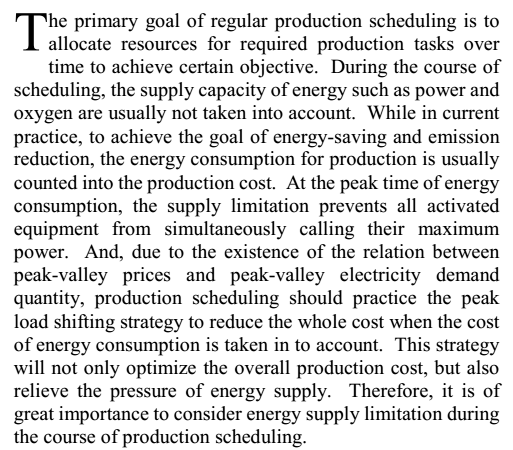 The primary goal of regular production scheduling is to
allocate resources for required production tasks over
time to achieve certain objective. During the course of
scheduling, the supply capacity of energy such as power and
oxygen are usually not taken into account. While in current
practice, to achieve the goal of energy-saving and emission
reduction, the energy consumption for production is usually
counted into the production cost. At the peak time of energy
consumption, the supply limitation prevents all activated
equipment from simultaneously calling their maximum
power. And, due to the existence of the relation between
peak-valley prices and peak-valley electricity demand
quantity, production scheduling should practice the peak
load shifting strategy to reduce the whole cost when the cost
of energy consumption is taken in to account. This strategy
will not only optimize the overall production cost, but also
relieve the pressure of energy supply. Therefore, it is of
great importance to consider energy supply limitation during
the course of production scheduling.